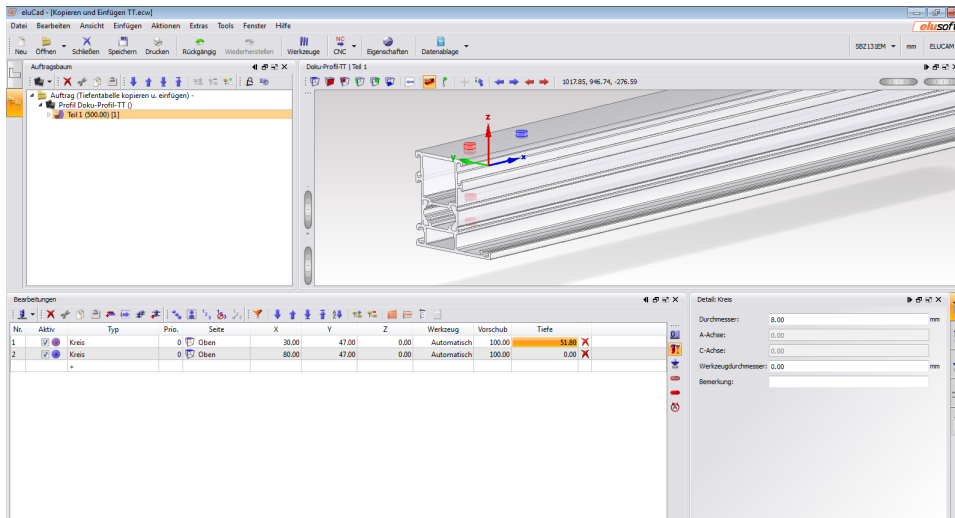 eluCad - [Kopieren und Einfügen TT.ecw]
Datei Bearbeiten Ansicht Einfügen Aktionen Extras Tools Fenster Hilfe
elusoft
Neu Öffnen Schließen Speichern Drucken Rückgängig Wiederherstellen Werkzeuge CNC Eigenschaften Datenablage
NC
SBZ131EM mm ELUCAM
Auftragsbaum
Auftrag (Tiefentabelle kopieren u. einfügen) -
Profil Doku-Profil-TT ()
Teil 1 (500.00) [1]
Doku-Profil-TT | Teil 1
1017.85, 946.74, -276.59
z
y
x
Bearbeitungen
Nr. Aktiv Typ Prio. Seite X Y Z Werkzeug Vorschub Tiefe
1 Kreis 0 Oben 30.00 47.00 0.00 Automatisch 100.00 51.80
2 Kreis 0 Oben 80.00 47.00 0.00 Automatisch 100.00 0.00
+
Detail: Kreis
Durchmesser: 8.00 mm
A-Achse: 0.00
C-Achse: 0.00
Werkzeugdurchmesser: 0.00 mm
Bemerkung: